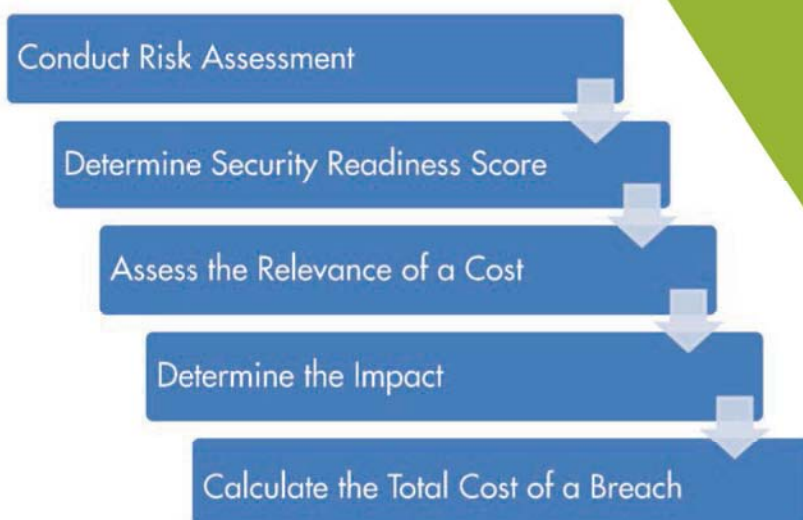 Conduct Risk Assessment
Determine Security Readiness Score
Assess the Relevance of a Cost
Determine the Impact
Calculate the Total Cost of a Breach